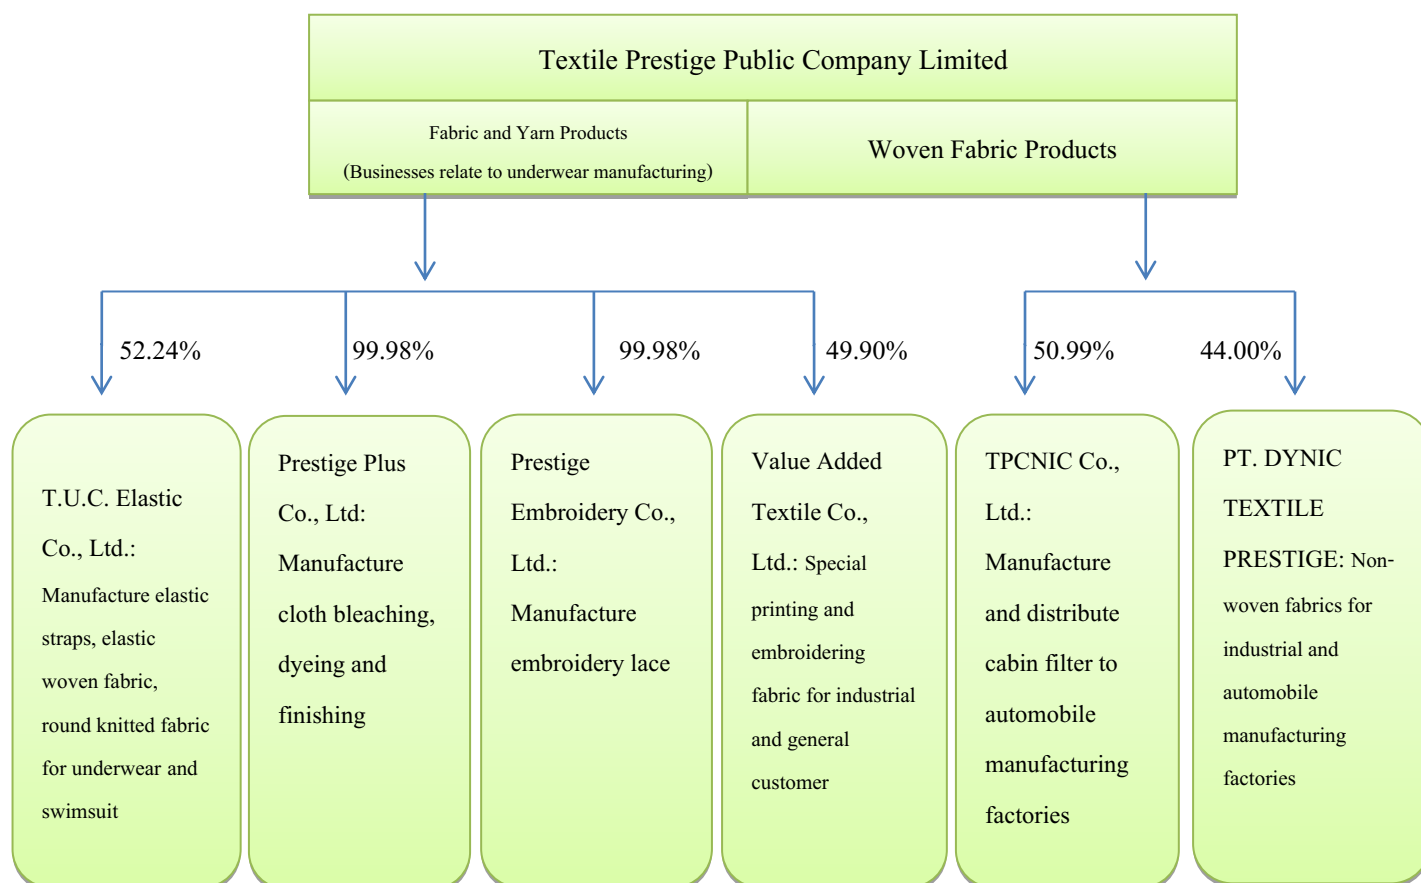 Textile Prestige Public Company Limited
Fabric and Yarn Products
(Businesses relate to underwear manufacturing)
Woven Fabric Products
52.24%
99.98%
99.98%
49.90%
50.99%
44.00%
T.U.C. Elastic
Co., Ltd.:
Manufacture elastic
straps, elastic
woven fabric,
round knitted fabric
for underwear and
swimsuit
Prestige Plus
Co., Ltd:
Manufacture
cloth bleaching,
dyeing and
finishing
Prestige
Embroidery Co.,
Ltd.:
Manufacture
embroidery lace
Value Added
Textile Co.,
Ltd.: Special
printing and
embroidering
fabric for industrial
and general
customer
TPCNIC Co.,
Ltd.:
Manufacture
and distribute
cabin filter to
automobile
manufacturing
factories
PT. DYNIC
TEXTILE
PRESTIGE: Non-
woven fabrics for
industrial and
automobile
manufacturing
factories